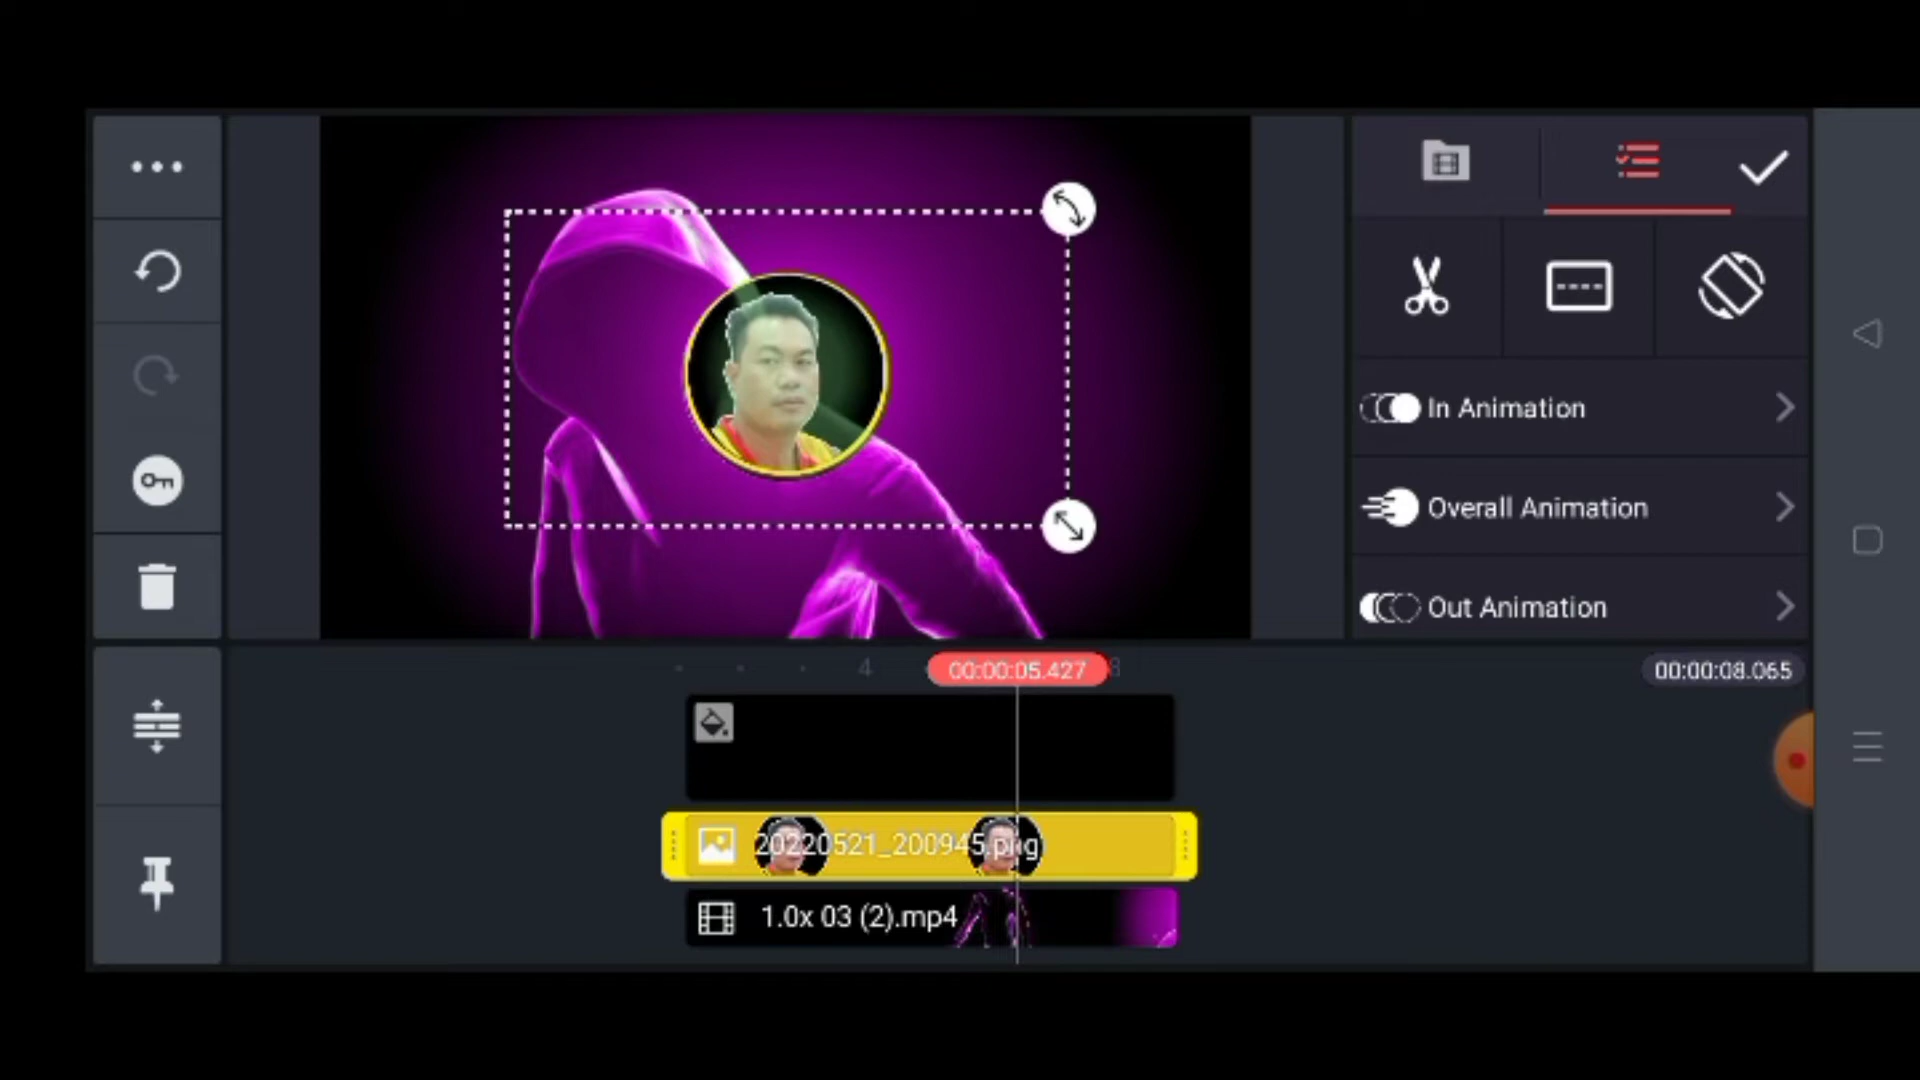 In Animation
Overall Animation
Out Animation
4
00:00:05.427
8
00:00:08.065
20220521_200945.png
1.0x 03 (2).mp4